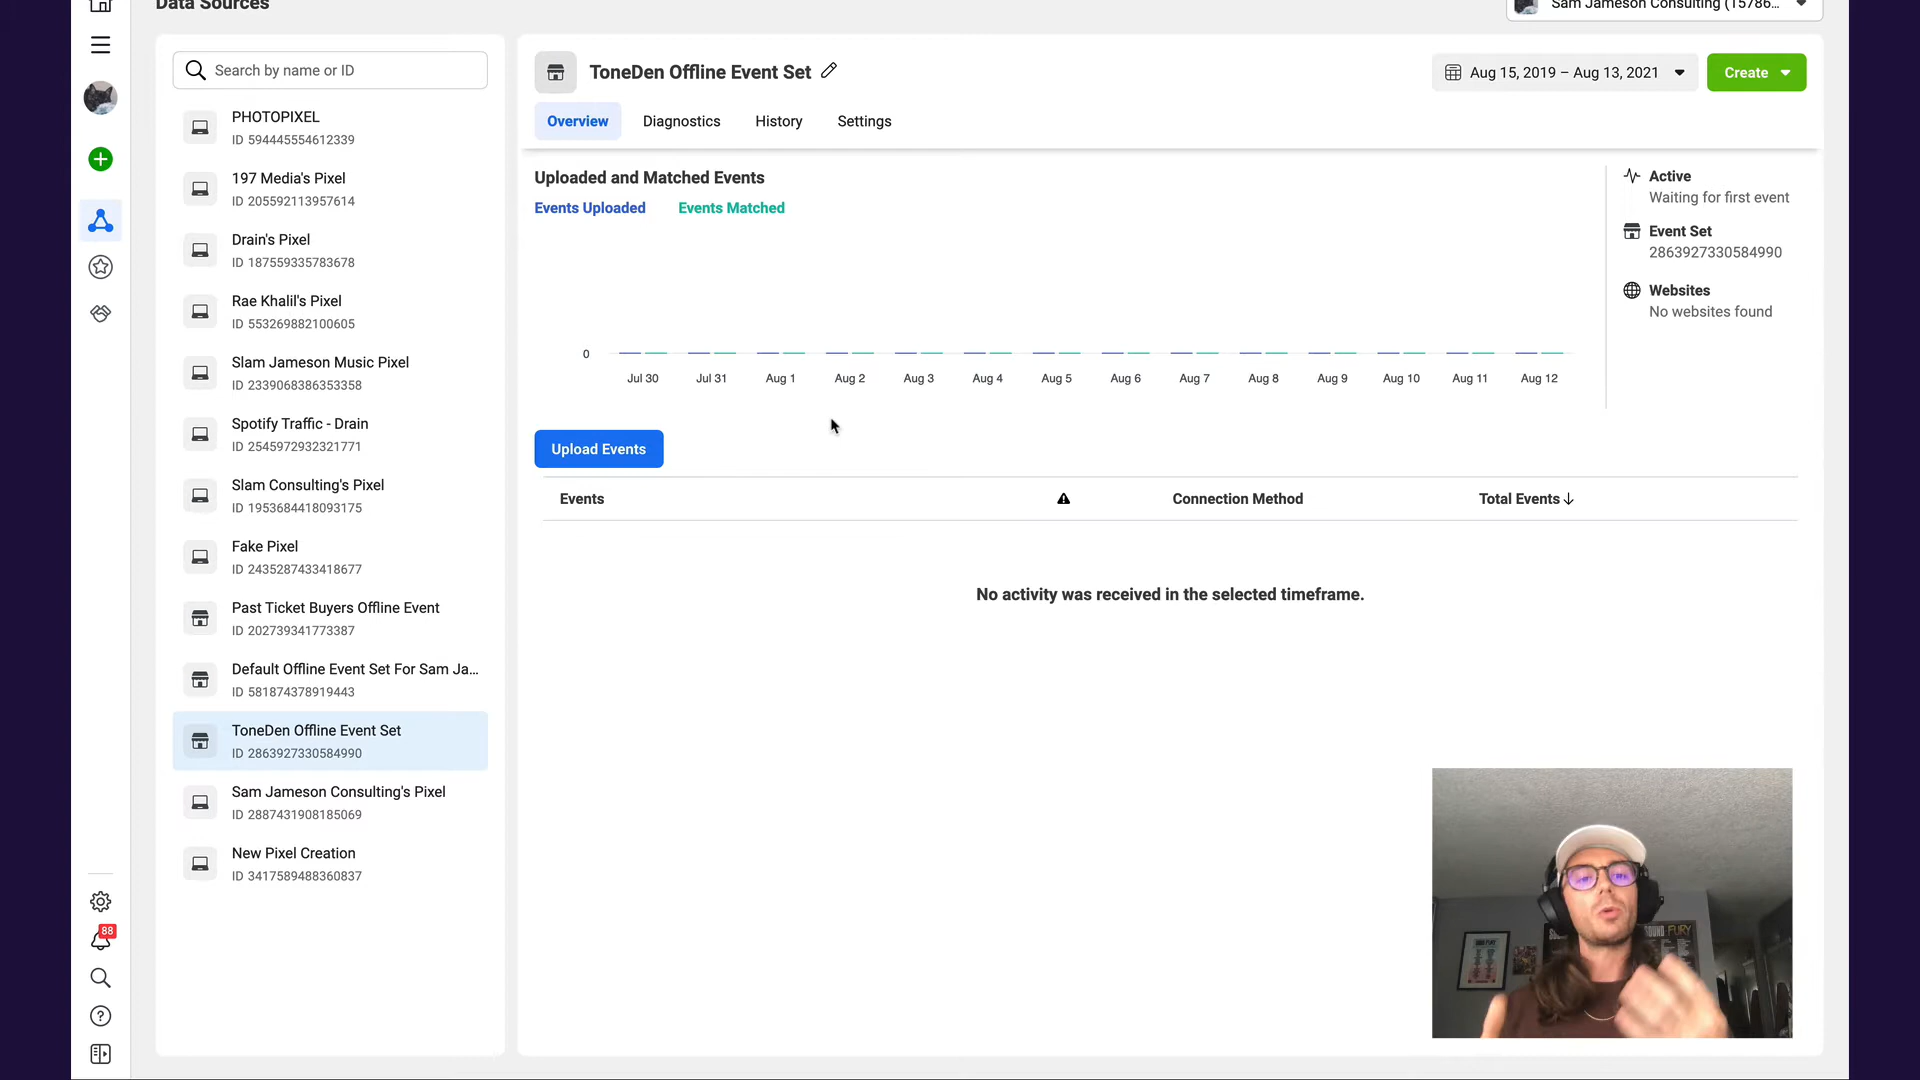 Data Sources
Sam Jameson Consulting (15786...
Search by name or ID
PHOTOPIXEL
ID 594445554612339
197 Media's Pixel
ID 205592113957614
Drain's Pixel
ID 187559335783678
Rae Khalil's Pixel
ID 553269882100605
Slam Jameson Music Pixel
ID 2339068386353358
Spotify Traffic - Drain
ID 2545972932321771
Slam Consulting's Pixel
ID 1953684418093175
Fake Pixel
ID 2435287433418677
Past Ticket Buyers Offline Event
ID 202739341773387
Default Offline Event Set For Sam Ja...
ID 581874378919443
ToneDen Offline Event Set
ID 2863927330584990
Sam Jameson Consulting's Pixel
ID 2887431908185069
New Pixel Creation
ID 3417589488360837
88
ToneDen Offline Event Set
Aug 15, 2019 – Aug 13, 2021
Create
Overview Diagnostics History Settings
Uploaded and Matched Events
Events Uploaded Events Matched
0
Jul 30 Jul 31 Aug 1 Aug 2 Aug 3 Aug 4 Aug 5 Aug 6 Aug 7 Aug 8 Aug 9 Aug 10 Aug 11 Aug 12
Active
Waiting for first event
Event Set
2863927330584990
Websites
No websites found
Upload Events
Events Connection Method Total Events
No activity was received in the selected timeframe.
FURY